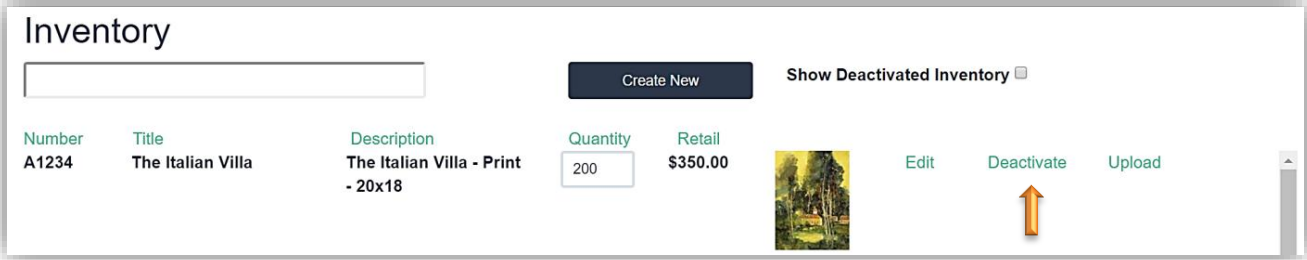 Inventory
Create New
Show Deactivated Inventory
Number Title Description Quantity Retail
A1234 The Italian Villa The Italian Villa - Print 200 $350.00 Edit Deactivate Upload
- 20x18